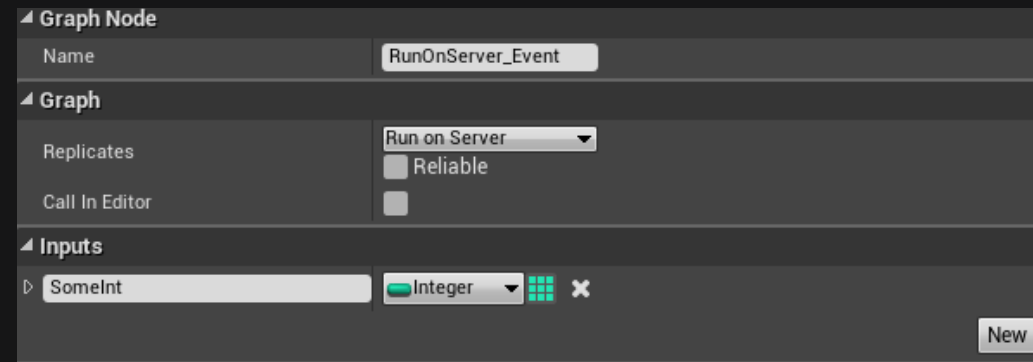 Graph Node
Name RunOnServer_Event
Graph
Replicates Run on Server
Reliable
Call In Editor
Inputs
SomeInt Integer
New